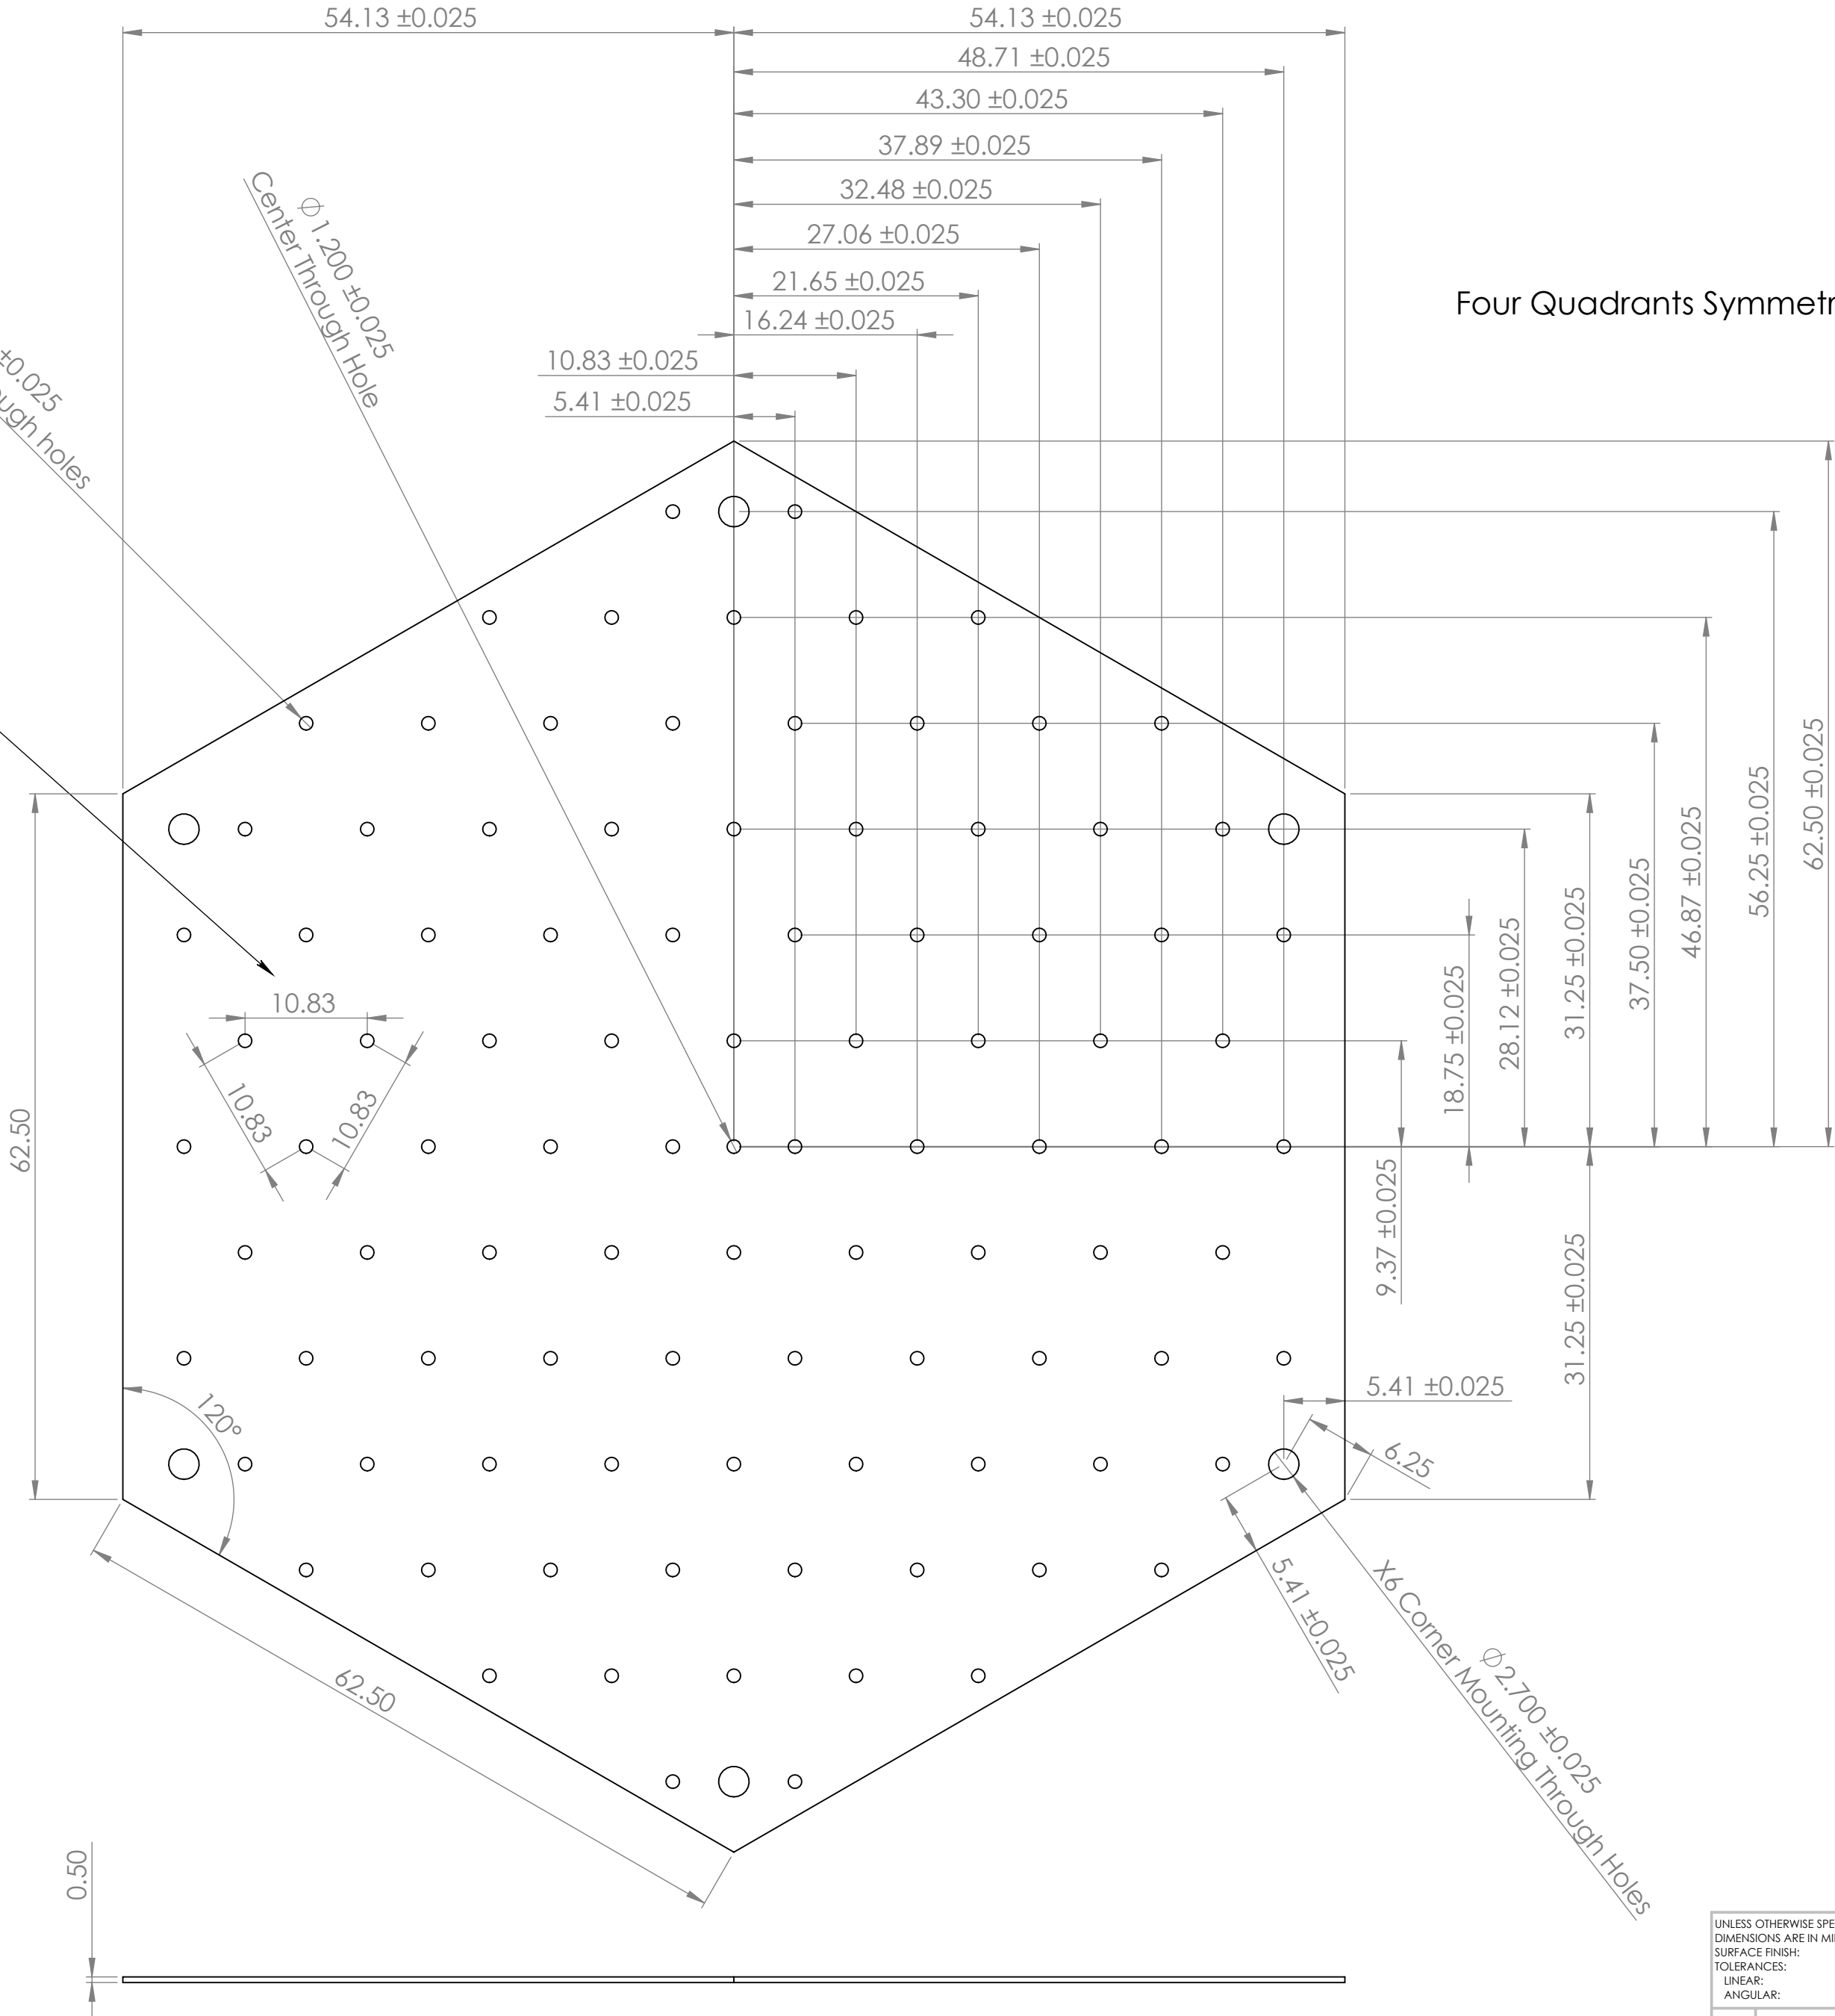 54.13 ±0.025
54.13 ±0.025
48.71 ±0.025
43.30 ±0.025
37.89 ±0.025
32.48 ±0.025
27.06 ±0.025
21.65 ±0.025
16.24 ±0.025
10.83 ±0.025
5.41 ±0.025
Four Quadrants Symmetr
∅ 1.200 ±0.025
Center Through Hole
±0.025
ough holes
62.50 ±0.025
56.25 ±0.025
46.87 ±0.025
37.50 ±0.025
31.25 ±0.025
28.12 ±0.025
18.75 ±0.025
9.37 ±0.025
31.25 ±0.025
10.83
10.83
10.83
62.50
120°
5.41 ±0.025
6.25
5.41 ±0.025
∅ 2.700 ±0.025
X6 Corner Mounting Through Holes
62.50
0.50
UNLESS OTHERWISE SPE
DIMENSIONS ARE IN MI
SURFACE FINISH:
TOLERANCES:
LINEAR:
ANGULAR: